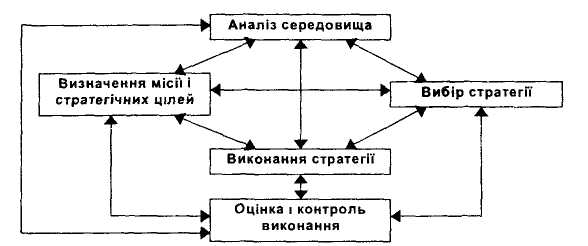 Аналіз середовища
Визначення місії і
стратегічних цілей
Вибір стратегії
Виконання стратегії
Оцінка і контроль
виконання